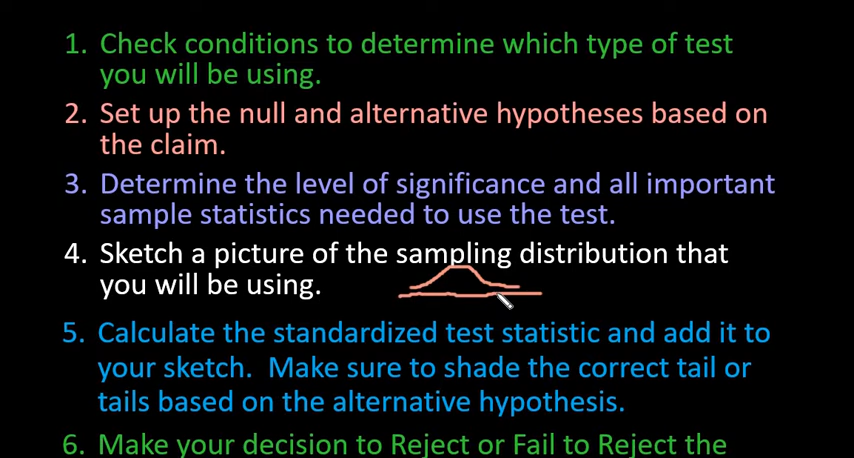 1. Check conditions to determine which type of test
you will be using.
2. Set up the null and alternative hypotheses based on
the claim.
3. Determine the level of significance and all important
sample statistics needed to use the test.
4. Sketch a picture of the sampling distribution that
you will be using.
5. Calculate the standardized test statistic and add it to
your sketch. Make sure to shade the correct tail or
tails based on the alternative hypothesis.
6. Make your decision to Reject or Fail to Reject the